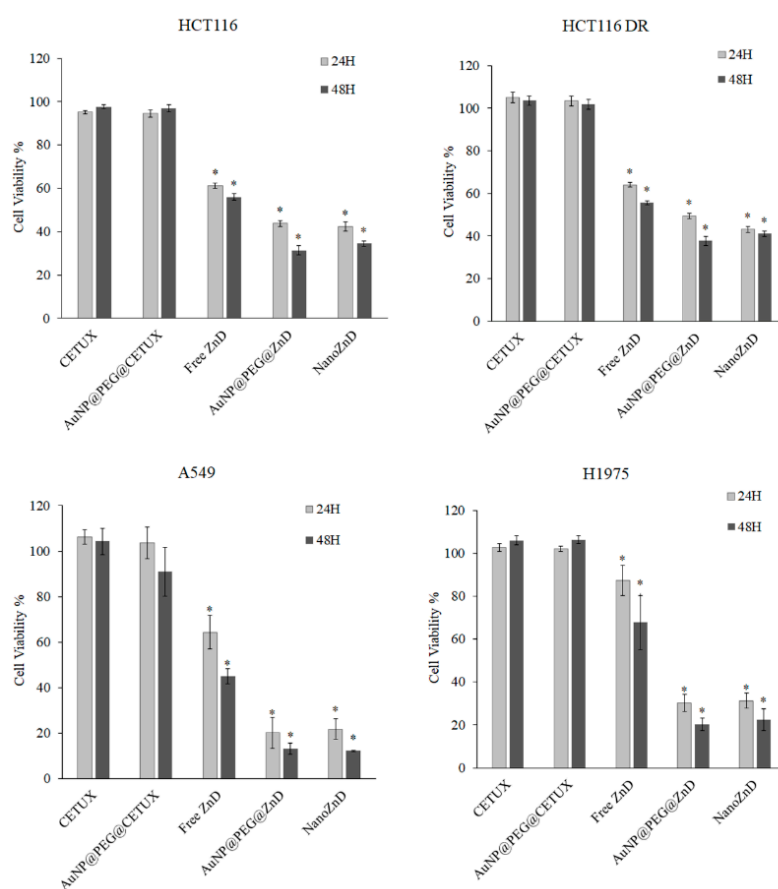 HCT116
24H
48H
Cell Viability %
120
100
80
60
40
20
0
* * * * * *
CETUX
AuNP@PEG@CETUX
Free ZnD
AuNP@PEG@ZnD
NanoZnD
HCT116 DR
24H
48H
Cell Viability %
120
100
80
60
40
20
0
* * * * * *
CETUX
AuNP@PEG@CETUX
Free ZnD
AuNP@PEG@ZnD
NanoZnD
A549
24H
48H
Cell Viability %
120
100
80
60
40
20
0
* * * * * *
CETUX
AuNP@PEG@CETUX
Free ZnD
AuNP@PEG@ZnD
NanoZnD
H1975
24H
48H
Cell Viability %
120
100
80
60
40
20
0
* * * * * *
CETUX
AuNP@PEG@CETUX
Free ZnD
AuNP@PEG@ZnD
NanoZnD